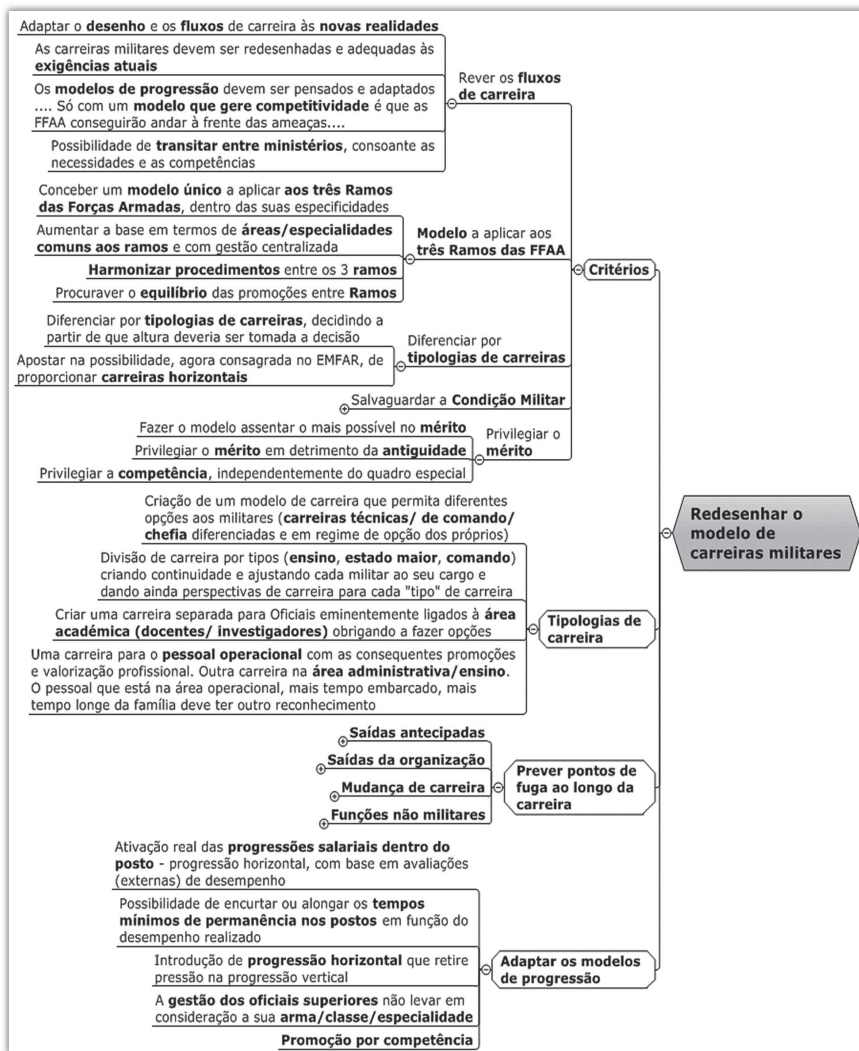 Adaptar o desenho e os fluxos de carreira às novas realidades
As carreiras militares devem ser redesenhadas e adequadas às
exigências atuais
Os modelos de progressão devem ser pensados e adaptados
.... Só com um modelo que gere competitividade é que as
FFAA conseguirão andar à frente das ameaças....
Possibilidade de transitar entre ministérios, consoante as
necessidades e as competências
Rever os fluxos
de carreira
Conceber um modelo único a aplicar aos três Ramos
das Forças Armadas, dentro das suas especificidades
Aumentar a base em termos de áreas/especialidades
comuns aos ramos e com gestão centralizada
Harmonizar procedimentos entre os 3 ramos
Procuraver o equilíbrio das promoções entre Ramos
Modelo a aplicar aos
três Ramos das FFAA
Critérios
Diferenciar por tipologias de carreiras, decidindo a
partir de que altura deveria ser tomada a decisão
Apostar na possibilidade, agora consagrada no EMFAR, de
proporcionar carreiras horizontais
Diferenciar por
tipologias de carreiras
Salvaguardar a Condição Militar
Fazer o modelo assentar o mais possível no mérito
Privilegiar o mérito em detrimento da antiguidade
Privilegiar a competência, independentemente do quadro especial
Privilegiar o
mérito
Redesenhar o
modelo de
carreiras militares
Criação de um modelo de carreira que permita diferentes
opções aos militares (carreiras técnicas/ de comando/
chefia diferenciadas e em regime de opção dos próprios)
Divisão de carreira por tipos (ensino, estado maior, comando)
criando continuidade e ajustando cada militar ao seu cargo e
dando ainda perspectivas de carreira para cada "tipo" de carreira
Criar uma carreira separada para Oficiais eminentemente ligados à área
académica (docentes/ investigadores) obrigando a fazer opções
Uma carreira para o pessoal operacional com as consequentes promoções
e valorização profissional. Outra carreira na área administrativa/ensino.
O pessoal que está na área operacional, mais tempo embarcado, mais
tempo longe da família deve ter outro reconhecimento
Tipologias de
carreira
Saídas antecipadas
Saídas da organização
Mudança de carreira
Funções não militares
Prever pontos de
fuga ao longo da
carreira
Ativação real das progressões salariais dentro do
posto - progressão horizontal, com base em avaliações
(externas) de desempenho
Possibilidade de encurtar ou alongar os tempos
mínimos de permanência nos postos em função do
desempenho realizado
Introdução de progressão horizontal que retire
pressão na progressão vertical
A gestão dos oficiais superiores não levar em
consideração a sua arma/classe/especialidade
Promoção por competência
Adaptar os modelos
de progressão